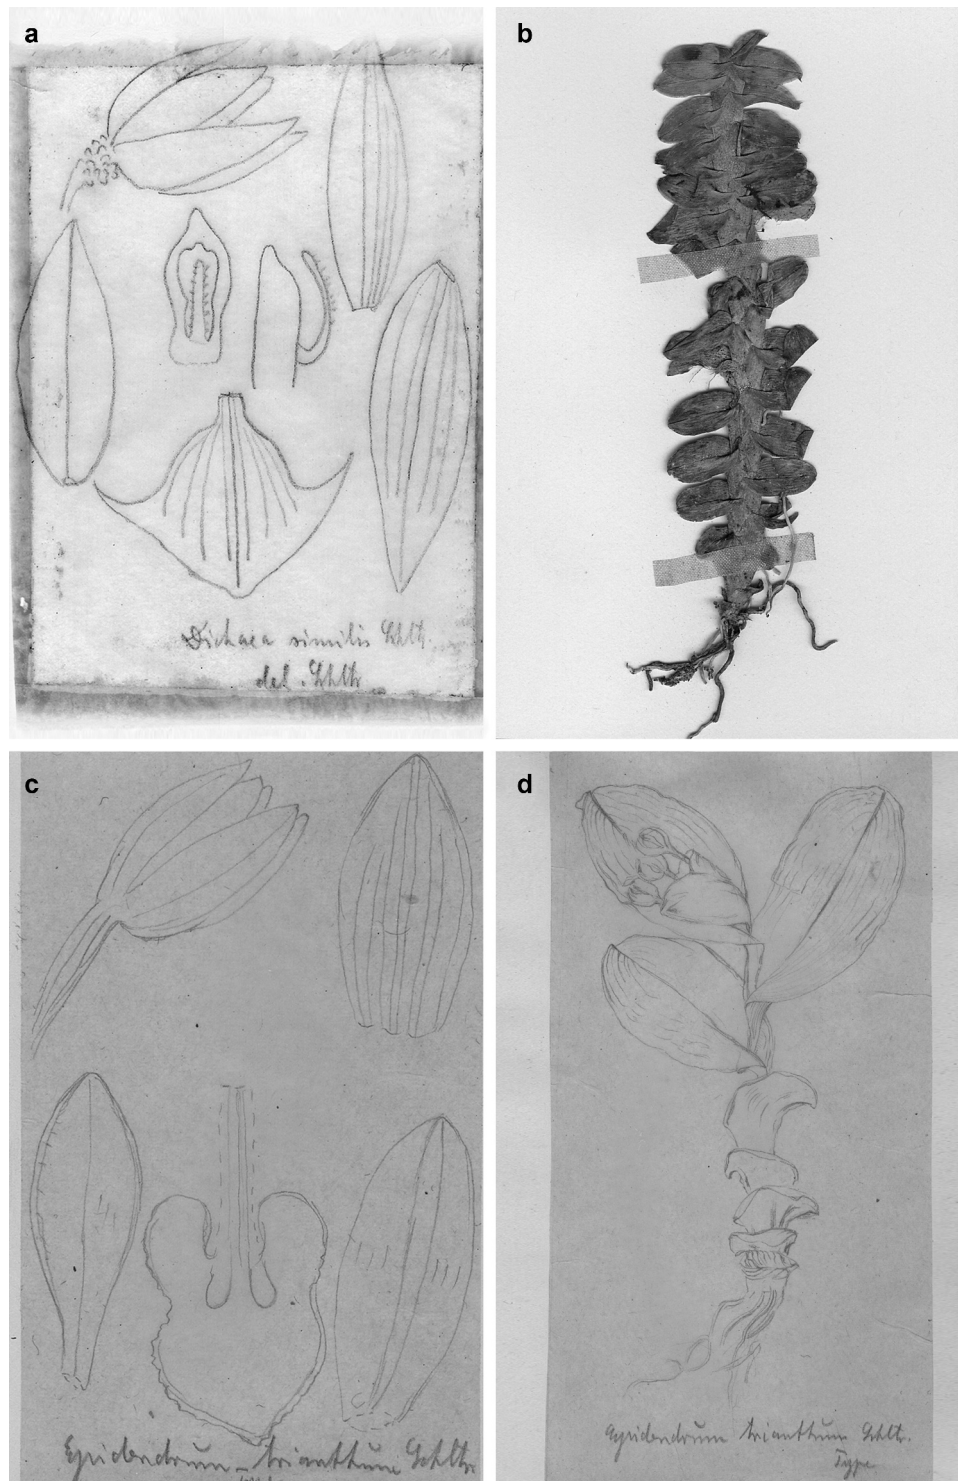 a
b
Dichaea similis Schltr.
del. Schltr
c
d
Epidendrum trianthum Schltr.
Epidendrum trianthum Schltr.
Type